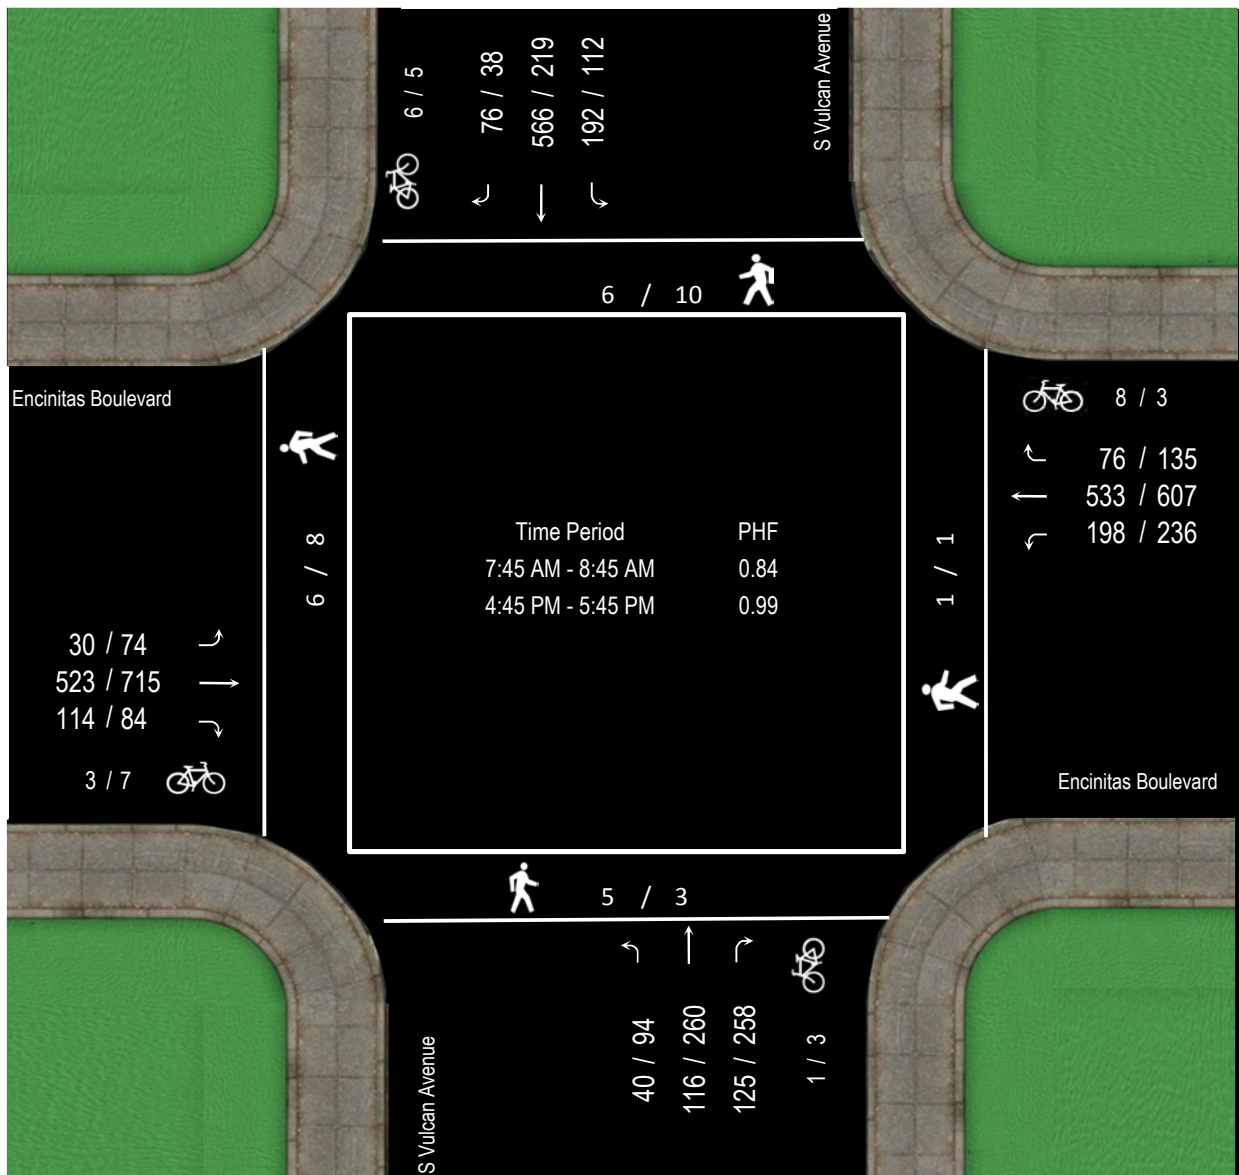 S Vulcan Avenue
6 / 5
76 / 38
566 / 219
192 / 112
6 / 10
Encinitas Boulevard
8 / 3
76 / 135
533 / 607
198 / 236
6 / 8
Time Period PHF
7:45 AM - 8:45 AM 0.84
4:45 PM - 5:45 PM 0.99
1 / 1
30 / 74
523 / 715
114 / 84
3 / 7
Encinitas Boulevard
5 / 3
40 / 94
116 / 260
125 / 258
1 / 3
S Vulcan Avenue